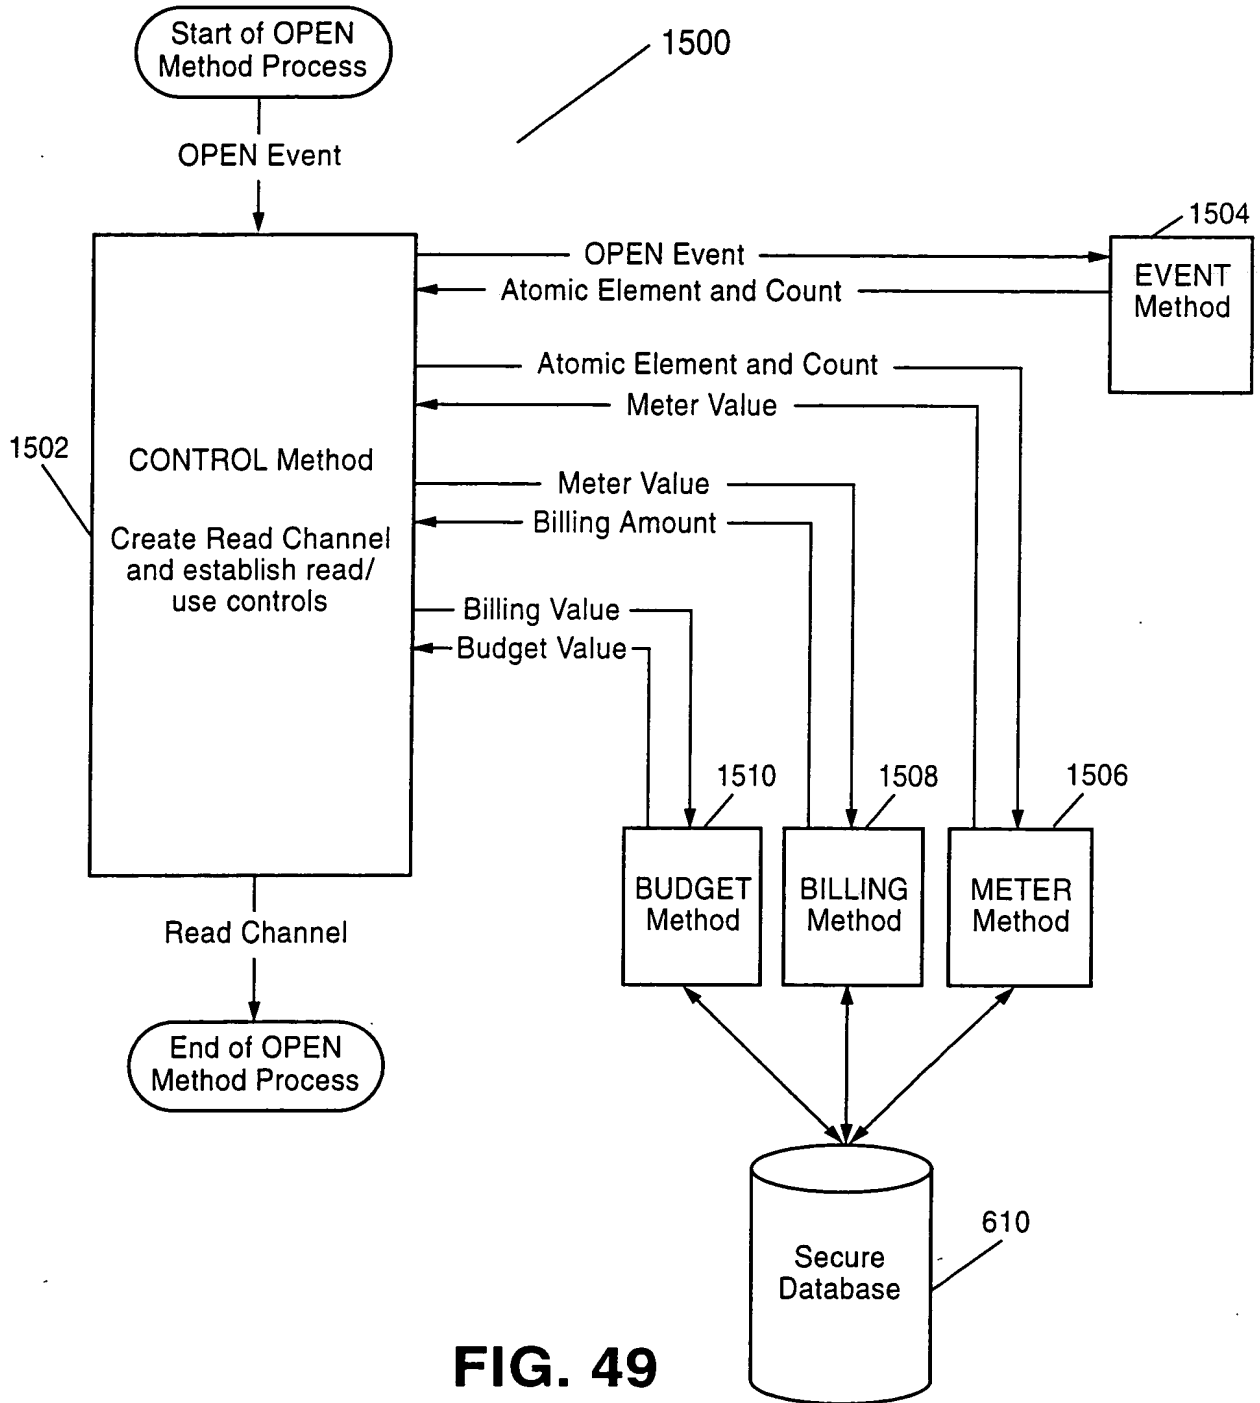 Start of OPEN
Method Process
1500
OPEN Event
1504
OPEN Event
EVENT
Method
Atomic Element and Count
Atomic Element and Count
Meter Value
1502
CONTROL Method
Meter Value
Billing Amount
Create Read Channel
and establish read/
use controls
Billing Value
Budget Value
1510
1508
1506
BUDGET
Method
BILLING
Method
METER
Method
Read Channel
End of OPEN
Method Process
610
Secure
Database
FIG. 49